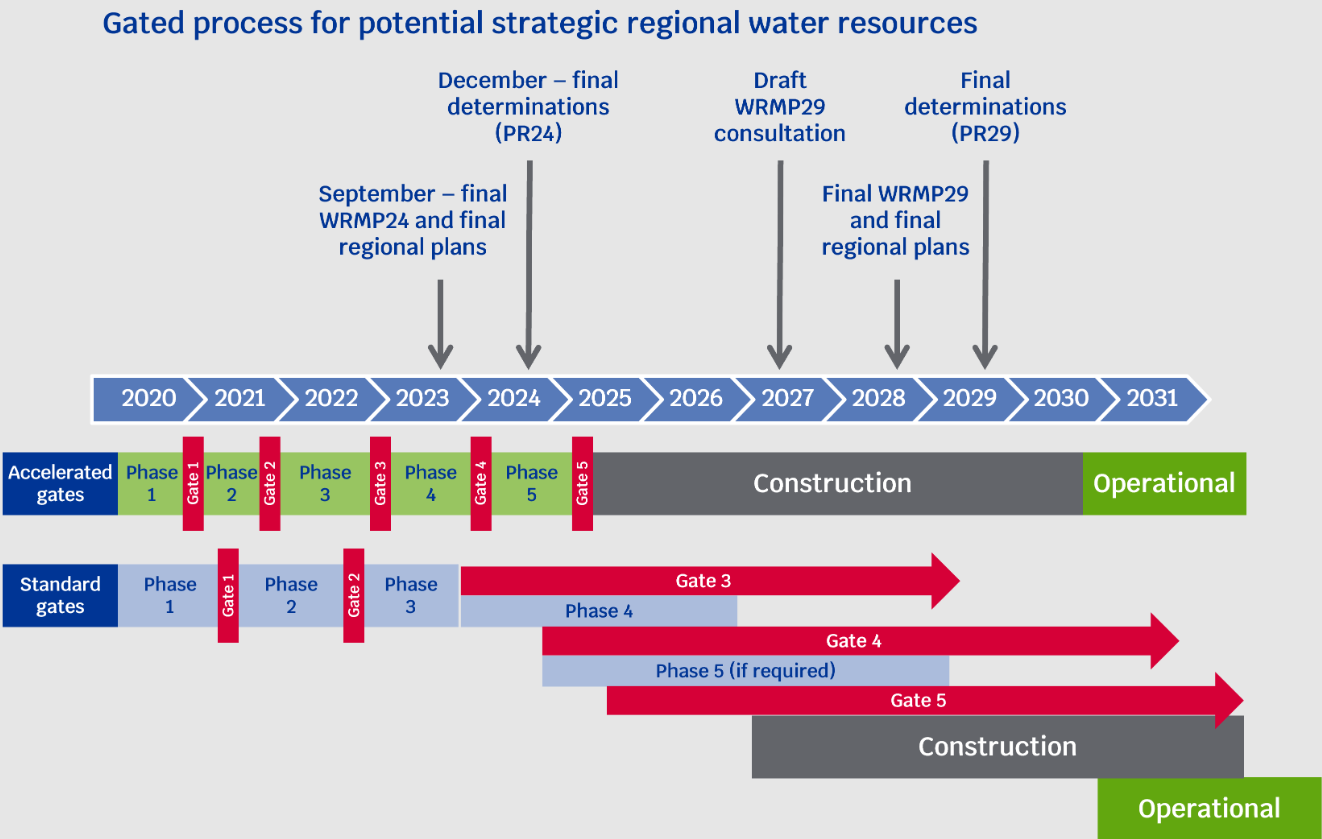 Gated process for potential strategic regional water resources
December – final
determinations
(PR24)
Draft
WRMP29
consultation
Final
determinations
(PR29)
September – final
WRMP24 and final
regional plans
Final WRMP29
and final
regional plans
2020
2021
2022
2023
2024
2025
2026
2027
2028
2029
2030
2031
Accelerated
gates
Phase
1
Gate 1
Phase
2
Gate 2
Phase
3
Gate 3
Phase
4
Gate 4
Phase
5
Gate 5
Construction
Operational
Standard
gates
Phase
1
Gate 1
Phase
2
Gate 2
Phase
3
Gate 3
Phase 4
Gate 4
Phase 5 (if required)
Gate 5
Construction
Operational